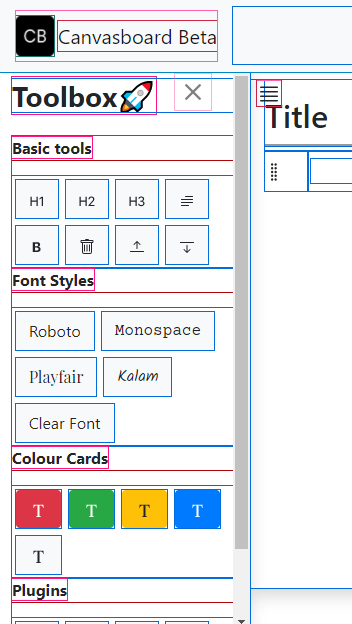 CB Canvasboard Beta
Toolbox🚀
Title
Basic tools
H1 H2 H3
B
Font Styles
Roboto Monospace
Playfair Kalam
Clear Font
Colour Cards
T T T T
T
Plugins